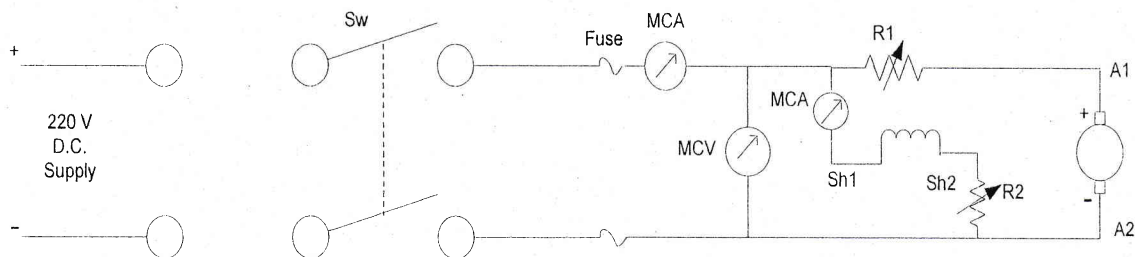 Sw
MCA
Fuse
R1
A1
+
+
MCA
220 V
D.C.
Supply
MCV
Sh1
Sh2
R2
-
-
A2